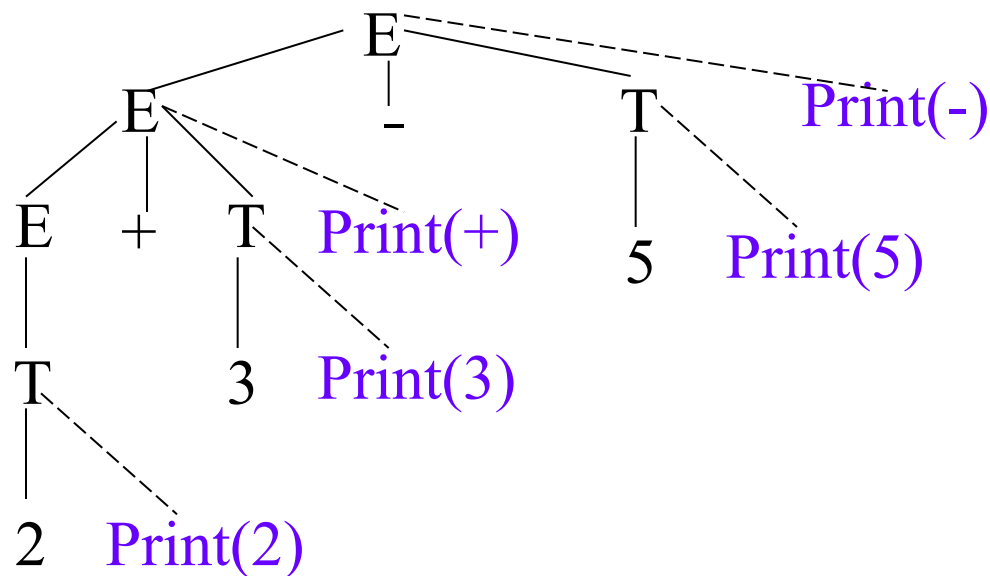 E
E - T Print(-)
E + T Print(+) 5 Print(5)
T 3 Print(3)
2 Print(2)